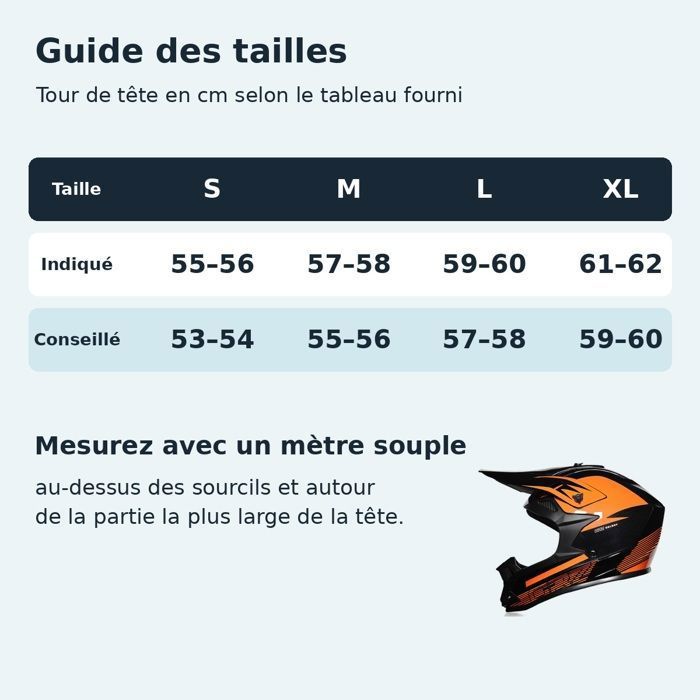 Guide des tailles
Tour de tête en cm selon le tableau fourni
Taille S M L XL
Indiqué 55–56 57–58 59–60 61–62
Conseillé 53–54 55–56 57–58 59–60
Mesurez avec un mètre souple
au-dessus des sourcils et autour
de la partie la plus large de la tête.